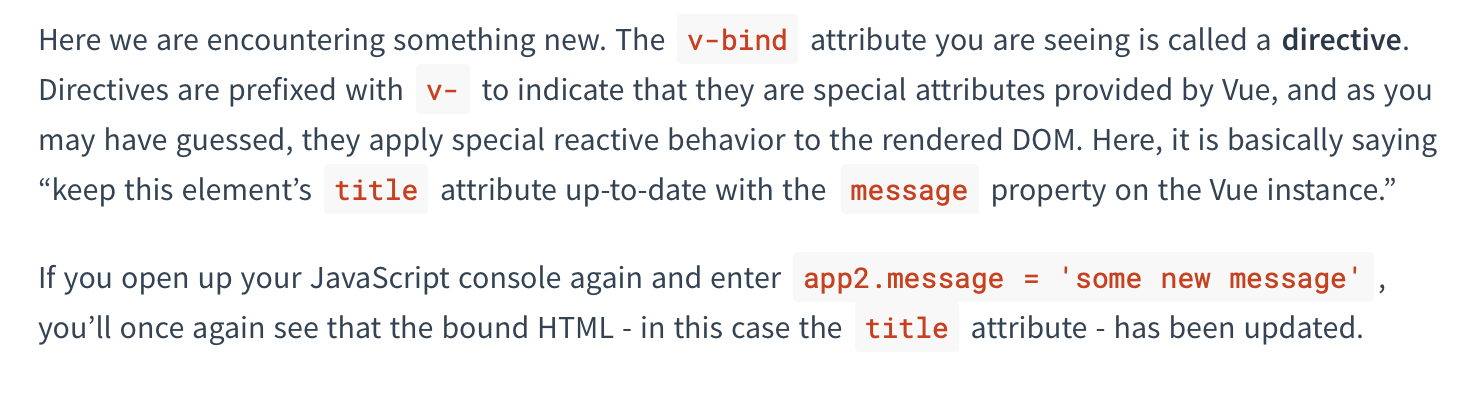 Here we are encountering something new. The v-bind attribute you are seeing is called a directive.
Directives are prefixed with v- to indicate that they are special attributes provided by Vue, and as you
may have guessed, they apply special reactive behavior to the rendered DOM. Here, it is basically saying
“keep this element’s title attribute up-to-date with the message property on the Vue instance.”
If you open up your JavaScript console again and enter app2.message = 'some new message' ,
you’ll once again see that the bound HTML - in this case the title attribute - has been updated.